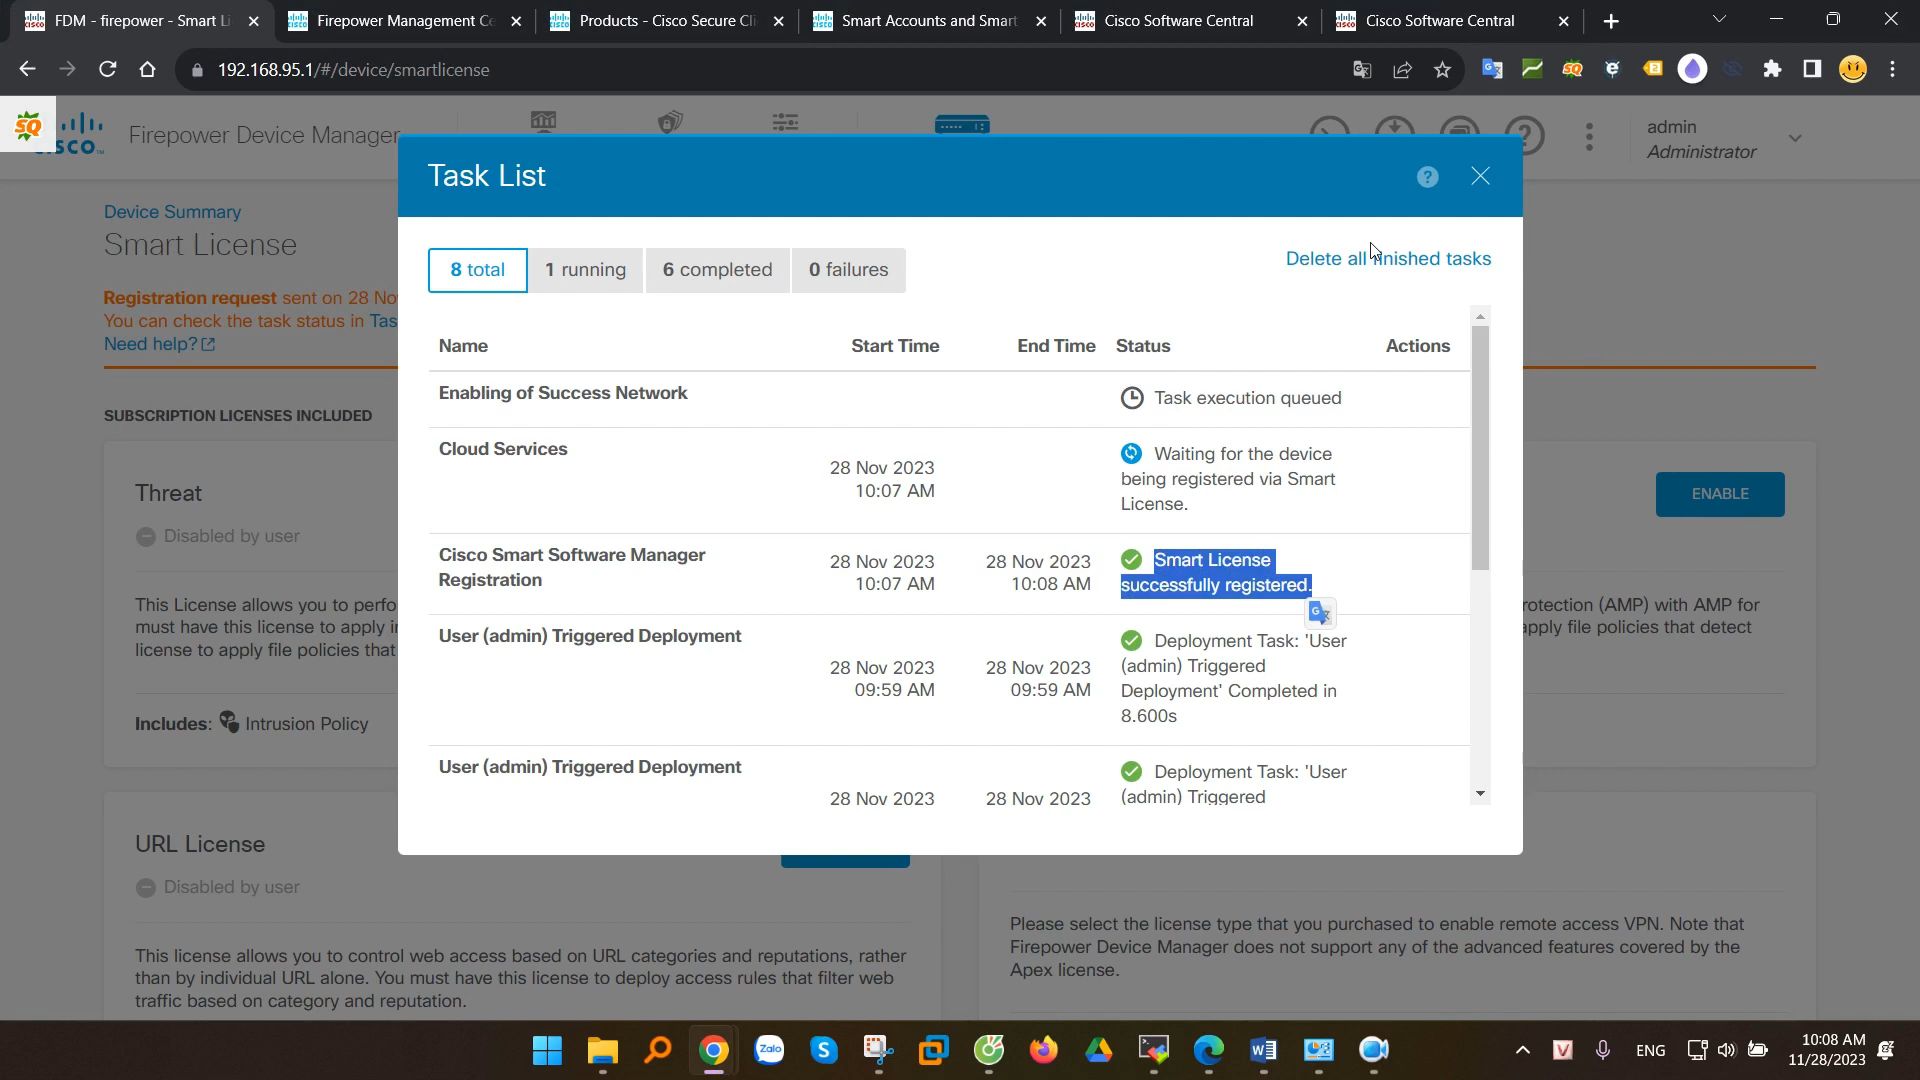 FDM - firepower - Smart Li
Firepower Management Ce
Products - Cisco Secure Cli
Smart Accounts and Smart
Cisco Software Central
Cisco Software Central
192.168.95.1/#/device/smartlicense
Firepower Device Manager
admin
Administrator
Device Summary
Smart License
Registration request sent on 28 No
You can check the task status in Tas
Need help?
SUBSCRIPTION LICENSES INCLUDED
Threat
Disabled by user
This License allows you to perfo
must have this license to apply i
license to apply file policies that
Includes: Intrusion Policy
URL License
Disabled by user
This license allows you to control web access based on URL categories and reputations, rather
than by individual URL alone. You must have this license to deploy access rules that filter web
traffic based on category and reputation.
Task List
8 total
1 running
6 completed
0 failures
Delete all finished tasks
Name Start Time End Time Status Actions
Enabling of Success Network
Task execution queued
Cloud Services
28 Nov 2023
10:07 AM
Waiting for the device
being registered via Smart
License.
Cisco Smart Software Manager
Registration
28 Nov 2023
10:07 AM
28 Nov 2023
10:08 AM
Smart License
successfully registered.
User (admin) Triggered Deployment
28 Nov 2023
09:59 AM
28 Nov 2023
09:59 AM
Deployment Task: 'User
(admin) Triggered
Deployment' Completed in
8.600s
User (admin) Triggered Deployment
28 Nov 2023
28 Nov 2023
Deployment Task: 'User
(admin) Triggered
ENABLE
rotection (AMP) with AMP for
apply file policies that detect
Please select the license type that you purchased to enable remote access VPN. Note that
Firepower Device Manager does not support any of the advanced features covered by the
Apex license.
Zalo
ENG
10:08 AM
11/28/2023